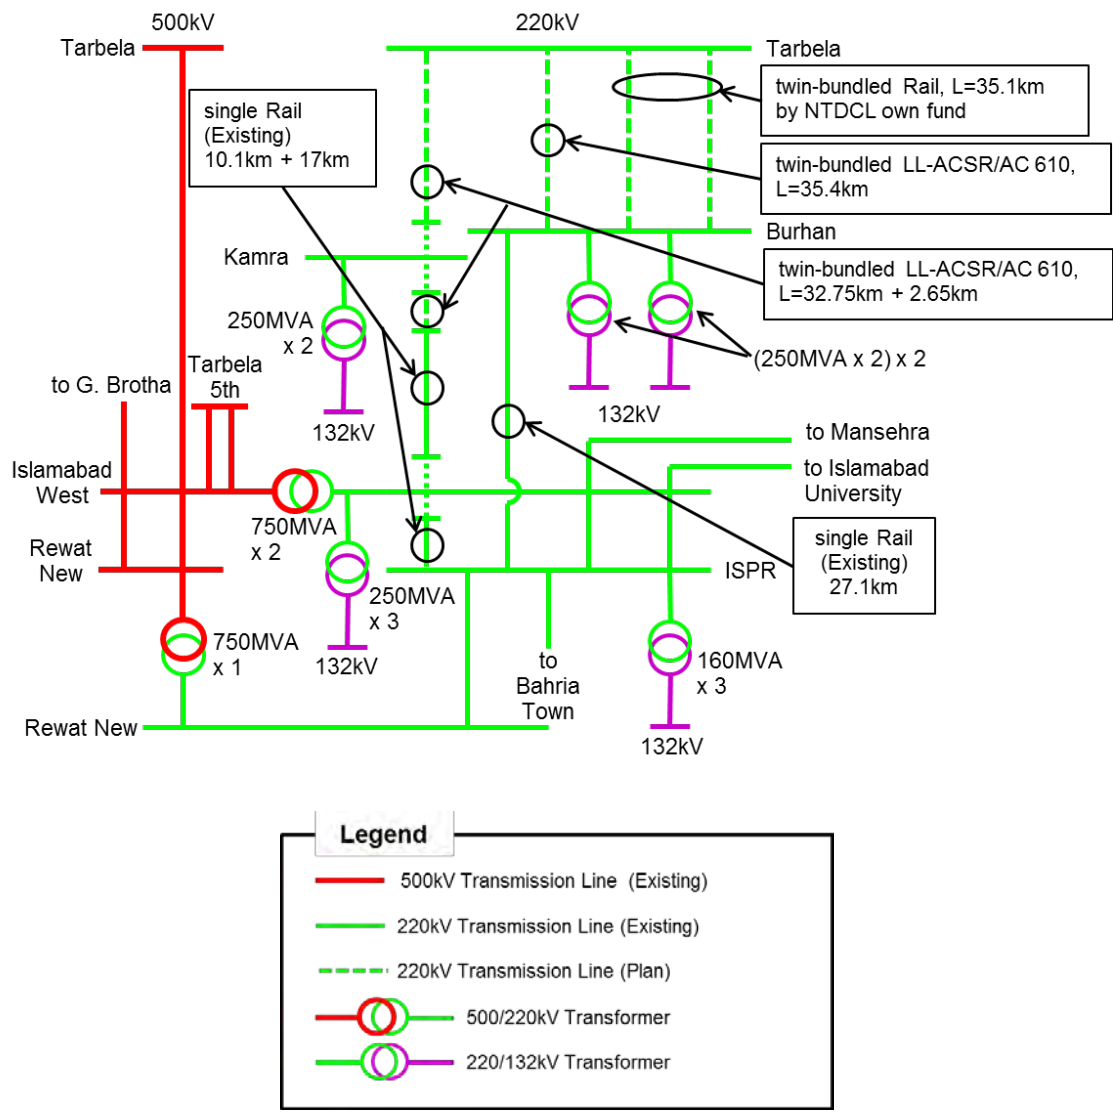 500kV
220kV
Tarbela
Tarbela
single Rail
(Existing)
10.1km + 17km
twin-bundled Rail, L=35.1km
by NTDCL own fund
twin-bundled LL-ACSR/AC 610,
L=35.4km
Burhan
Kamra
twin-bundled LL-ACSR/AC 610,
L=32.75km + 2.65km
250MVA
x 2
(250MVA x 2) x 2
Tarbela
5th
to G. Brotha
132kV
132kV
to Mansehra
to Islamabad
University
Islamabad
West
750MVA
x 2
single Rail
(Existing)
27.1km
Rewat
New
ISPR
250MVA
x 3
750MVA
x 1
132kV
to
Bahria
Town
160MVA
x 3
Rewat New
132kV
Legend
500kV Transmission Line (Existing)
220kV Transmission Line (Existing)
220kV Transmission Line (Plan)
500/220kV Transformer
220/132kV Transformer